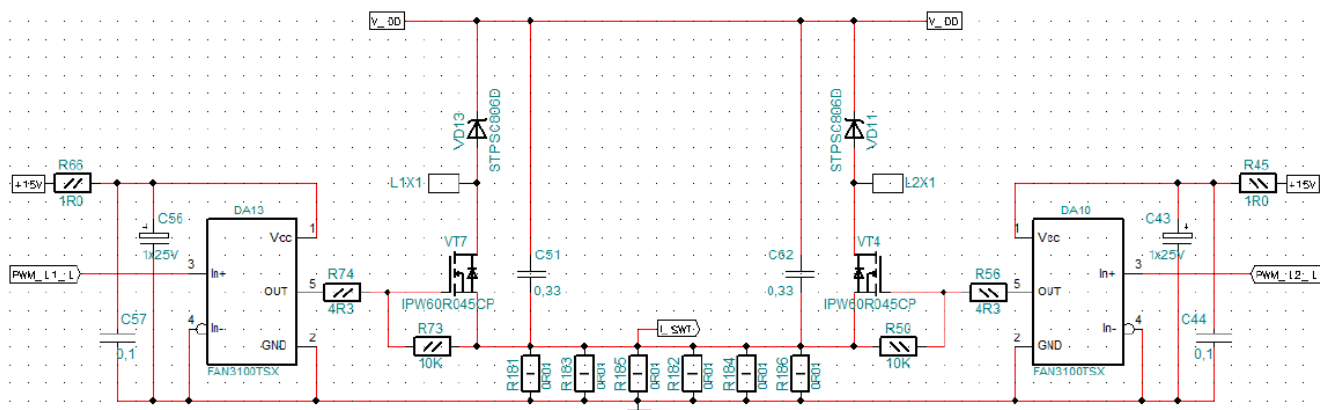 V_DD
V_DD
VD13
STPSC806D
STPSC806D
VD11
R66
+15V
1R0
L1X1
L2X1
R45
+15V
1R0
C56
1x25V
DA13
Vcc
In+
OUT
In-
GND
FAN3100TSX
1
3
5
4
2
PWM_L1_L
C57
0,1
R74
4R3
VT7
IPW60R045CP
R73
10K
C51
0,33
C62
0,33
I_SWT
R181
0R01
R183
0R01
R185
0R01
R182
0R01
R184
0R01
R186
0R01
VT4
IPW60R045CP
R56
4R3
R50
10K
DA10
Vcc
In+
OUT
In-
GND
FAN3100TSX
1
3
5
4
2
C43
1x25V
PWM_L2_L
C44
0,1